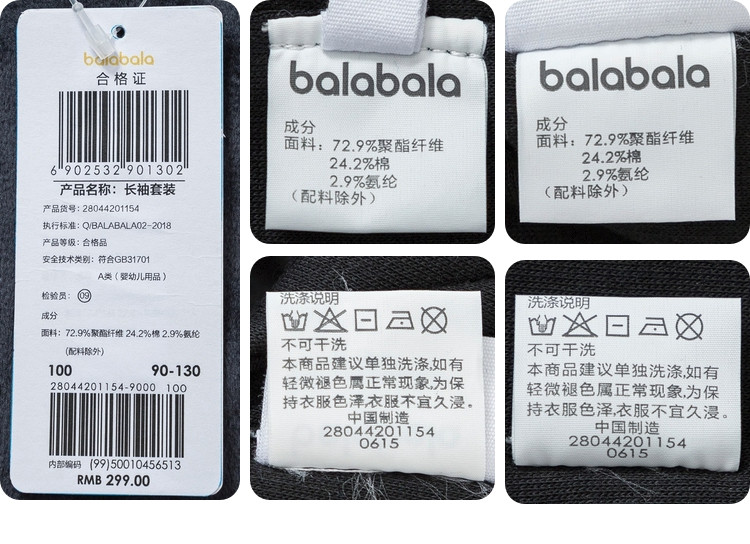 balabala
合格证
6 902532 901302
产品名称：长袖套装
产品货号：28044201154
执行标准：Q/BALABALA02-2018
产品等级：合格品
安全技术类别：符合GB31701
A类（婴幼儿用品）
检验员：09
成分
面料：72.9%聚酯纤维 24.2%棉 2.9%氨纶
(配料除外)
100 90-130
28044201154-9000 100
内部编码 (99)50010456513
RMB 299.00
balabala
成分
面料：72.9%聚酯纤维
24.2%棉
2.9%氨纶
（配料除外）
balabala
成分
面料：72.9%聚酯纤维
24.2%棉
2.9%氨纶
（配料除外）
洗涤说明
不可干洗
本商品建议单独洗涤,如有
轻微褪色属正常现象,为保
持衣服色泽,衣服不宜久浸。
中国制造
28044201154
0615
洗涤说明
不可干洗
本商品建议单独洗涤,如有
轻微褪色属正常现象,为保
持衣服色泽,衣服不宜久浸。
中国制造
28044201154
0615